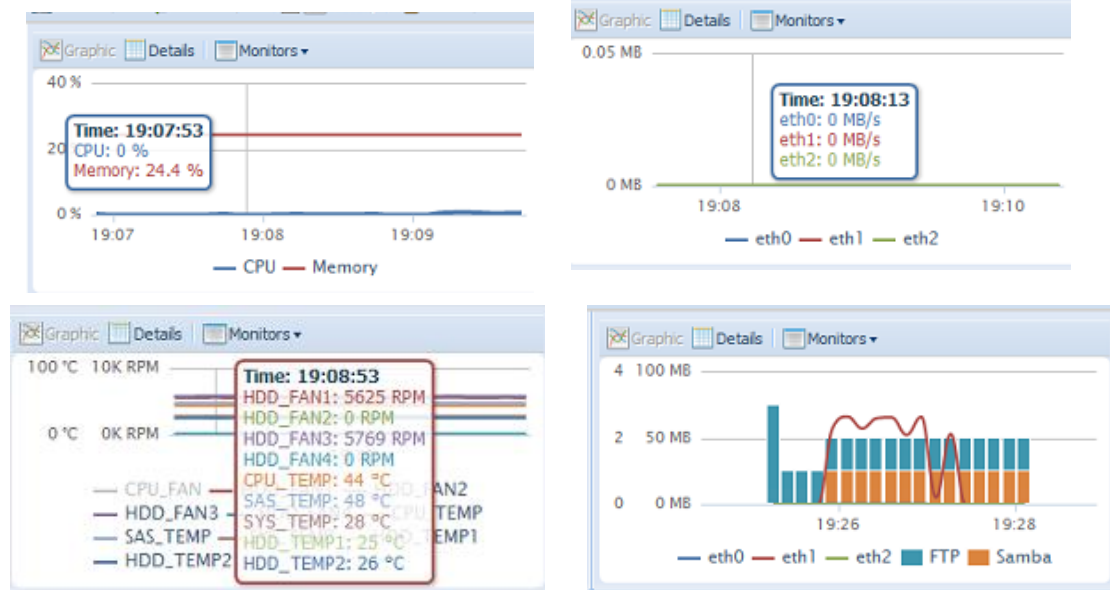 Graphic Details Monitors
40 %
Time: 19:07:53
20
CPU: 0 %
Memory: 24.4 %
0 %
19:07 19:08 19:09
CPU Memory
Graphic Details Monitors
0.05 MB
Time: 19:08:13
eth0: 0 MB/s
eth1: 0 MB/s
eth2: 0 MB/s
0 MB
19:08 19:10
eth0 eth1 eth2
Graphic Details Monitors
100 °C 10K RPM
Time: 19:08:53
HDD_FAN1: 5625 RPM
HDD_FAN2: 0 RPM
HDD_FAN3: 5769 RPM
0 °C 0K RPM
HDD_FAN4: 0 RPM
CPU_TEMP: 44 °C
SAS_TEMP: 48 °C
SYS_TEMP: 28 °C
HDD_TEMP1: 25 °C
HDD_TEMP2: 26 °C
CPU_FAN FAN2
HDD_FAN3 TEMP
SAS_TEMP TEMP1
HDD_TEMP2
Graphic Details Monitors
4 100 MB
2 50 MB
0 0 MB
19:26 19:28
eth0 eth1 eth2 FTP Samba